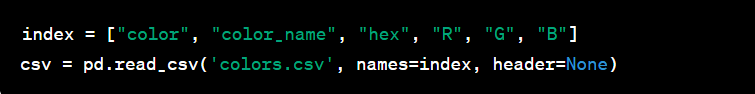 index = ["color", "color_name", "hex", "R", "G", "B"]
csv = pd.read_csv('colors.csv', names=index, header=None)